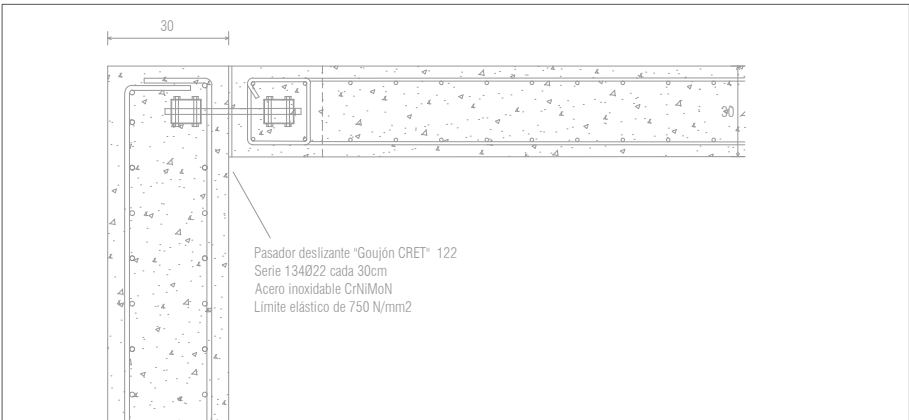 30
30
Pasador deslizante "Goujón CRET" 122
Serie 134Ø22 cada 30cm
Acero inoxidable CrNiMoN
Límite elástico de 750 N/mm2